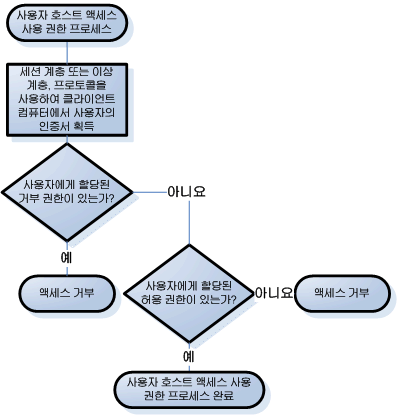 사용자 호스트 액세스
사용 권한 프로세스
세션 계층 또는 이상
계층, 프로토콜을
사용하여 클라이언트
컴퓨터에서 사용자의
인증서 획득
사용자에게 할당된
거부 권한이 있는가?
아니요
예
액세스 거부
사용자에게 할당된
허용 권한이 있는가?
아니요
액세스 거부
예
사용자 호스트 액세스 사용
권한 프로세스 완료